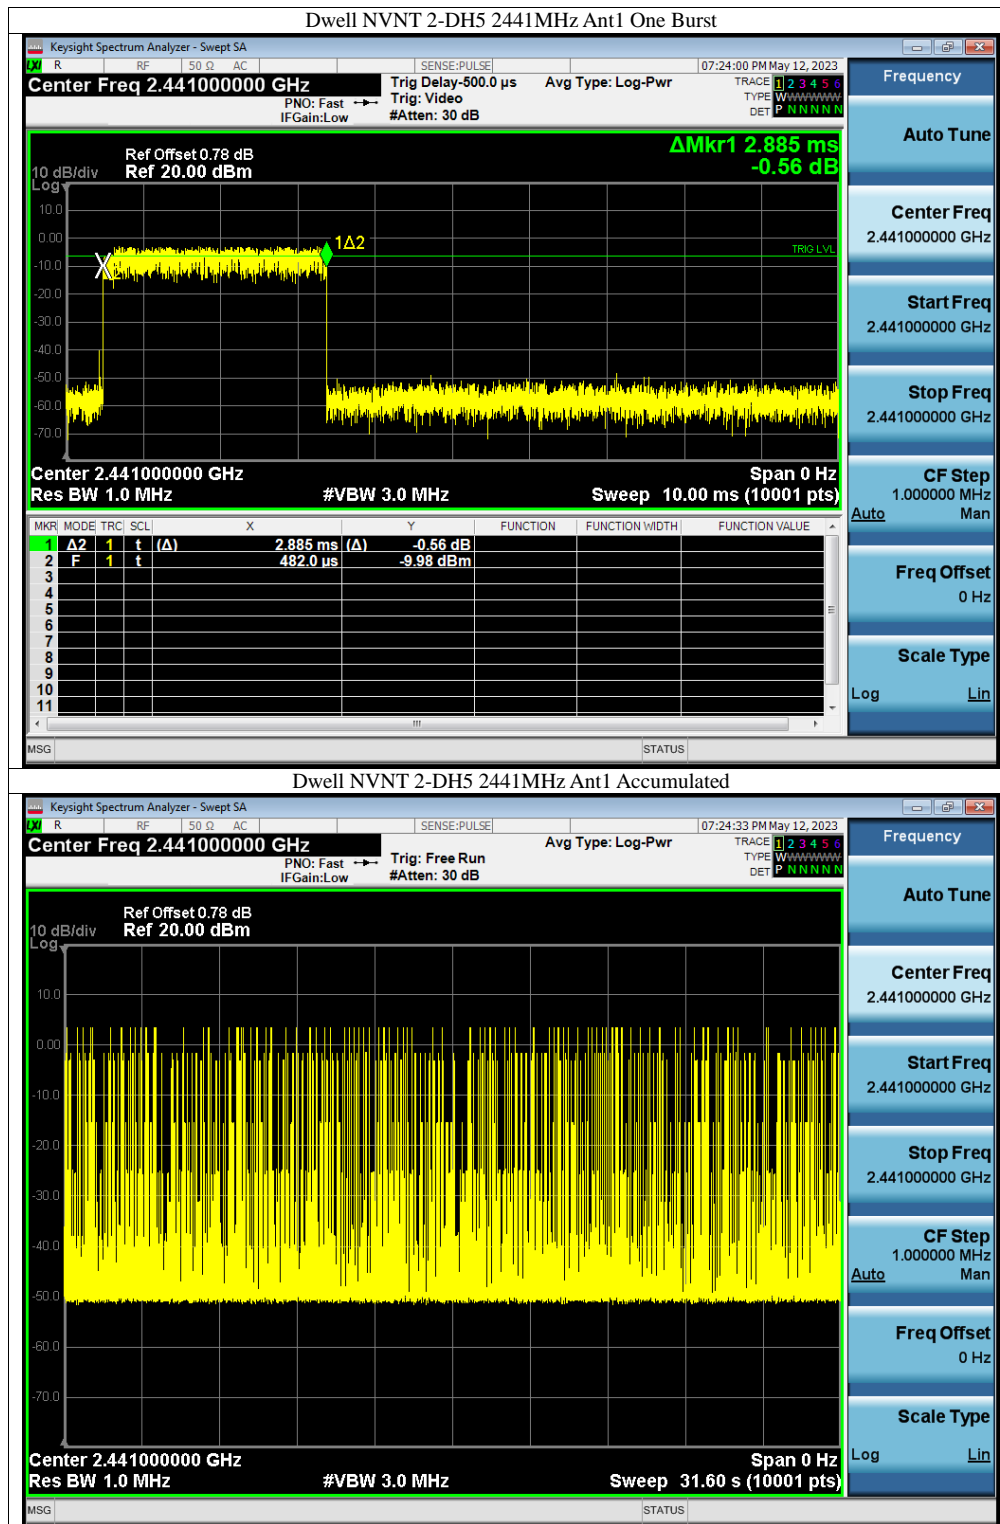 Dwell NVNT 2-DH5 2441MHz Ant1 One Burst
Keysight Spectrum Analyzer - Swept SA
LXI R RF 50 Ω AC SENSE:PULSE 07:24:00 PM May 12, 2023
Center Freq 2.441000000 GHz Trig Delay-500.0 µs Avg Type: Log-Pwr TRACE 1 2 3 4 5 6
PNO: Fast Trig: Video TYPE WWWWWW
IFGain:Low #Atten: 30 dB DET P N N N N N
Frequency
Auto Tune
ΔMkr1 2.885 ms
-0.56 dB
Ref Offset 0.78 dB
10 dB/div Ref 20.00 dBm
Log
10.0
0.00
-10.0
-20.0
-30.0
-40.0
-50.0
-60.0
-70.0
1Δ2
TRIG LVL
Center 2.441000000 GHz Span 0 Hz
Res BW 1.0 MHz #VBW 3.0 MHz Sweep 10.00 ms (10001 pts)
MKR MODE TRC SCL X Y FUNCTION FUNCTION WIDTH FUNCTION VALUE
1 Δ2 1 t (Δ) 2.885 ms (Δ) -0.56 dB
2 F 1 t 482.0 µs -9.98 dBm
3
4
5
6
7
8
9
10
11
MSG STATUS
Center Freq
2.441000000 GHz
Start Freq
2.441000000 GHz
Stop Freq
2.441000000 GHz
CF Step
1.000000 MHz
Auto Man
Freq Offset
0 Hz
Scale Type
Log Lin
Dwell NVNT 2-DH5 2441MHz Ant1 Accumulated
Keysight Spectrum Analyzer - Swept SA
LXI R RF 50 Ω AC SENSE:PULSE 07:24:33 PM May 12, 2023
Center Freq 2.441000000 GHz Avg Type: Log-Pwr TRACE 1 2 3 4 5 6
PNO: Fast Trig: Free Run TYPE WWWWWW
IFGain:Low #Atten: 30 dB DET P N N N N N
Frequency
Auto Tune
Ref Offset 0.78 dB
10 dB/div Ref 20.00 dBm
Log
10.0
0.00
-10.0
-20.0
-30.0
-40.0
-50.0
-60.0
-70.0
Center 2.441000000 GHz Span 0 Hz
Res BW 1.0 MHz #VBW 3.0 MHz Sweep 31.60 s (10001 pts)
MSG STATUS
Center Freq
2.441000000 GHz
Start Freq
2.441000000 GHz
Stop Freq
2.441000000 GHz
CF Step
1.000000 MHz
Auto Man
Freq Offset
0 Hz
Scale Type
Log Lin